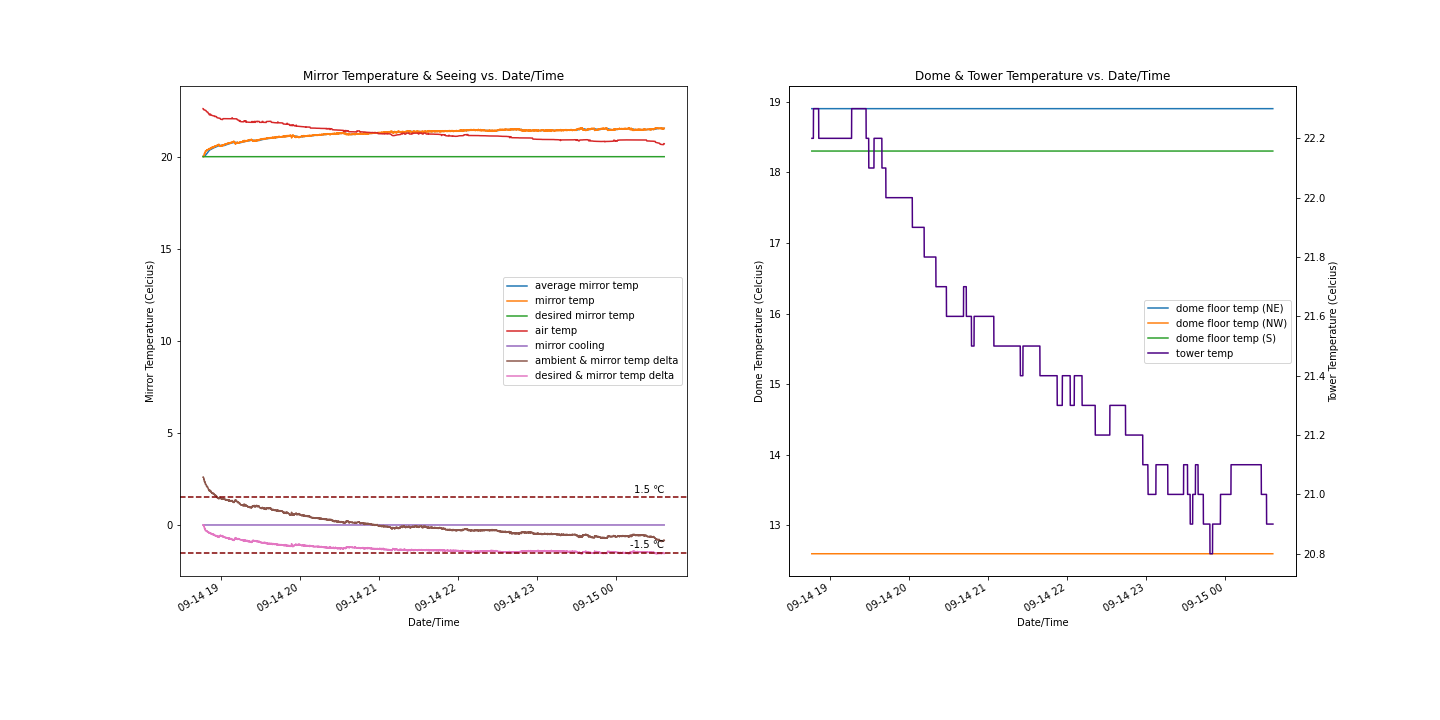 Mirror Temperature & Seeing vs. Date/Time
Mirror Temperature (Celcius)
20
15
10
5
0
average mirror temp
mirror temp
desired mirror temp
air temp
mirror cooling
ambient & mirror temp delta
desired & mirror temp delta
1.5 °C
-1.5 °C
09-14 19
09-14 20
09-14 21
09-14 22
09-14 23
09-15 00
Date/Time
Dome & Tower Temperature vs. Date/Time
Dome Temperature (Celcius)
19
18
17
16
15
14
13
dome floor temp (NE)
dome floor temp (NW)
dome floor temp (S)
tower temp
22.2
22.0
21.8
21.6
21.4
21.2
21.0
20.8
Tower Temperature (Celcius)
09-14 19
09-14 20
09-14 21
09-14 22
09-14 23
09-15 00
Date/Time